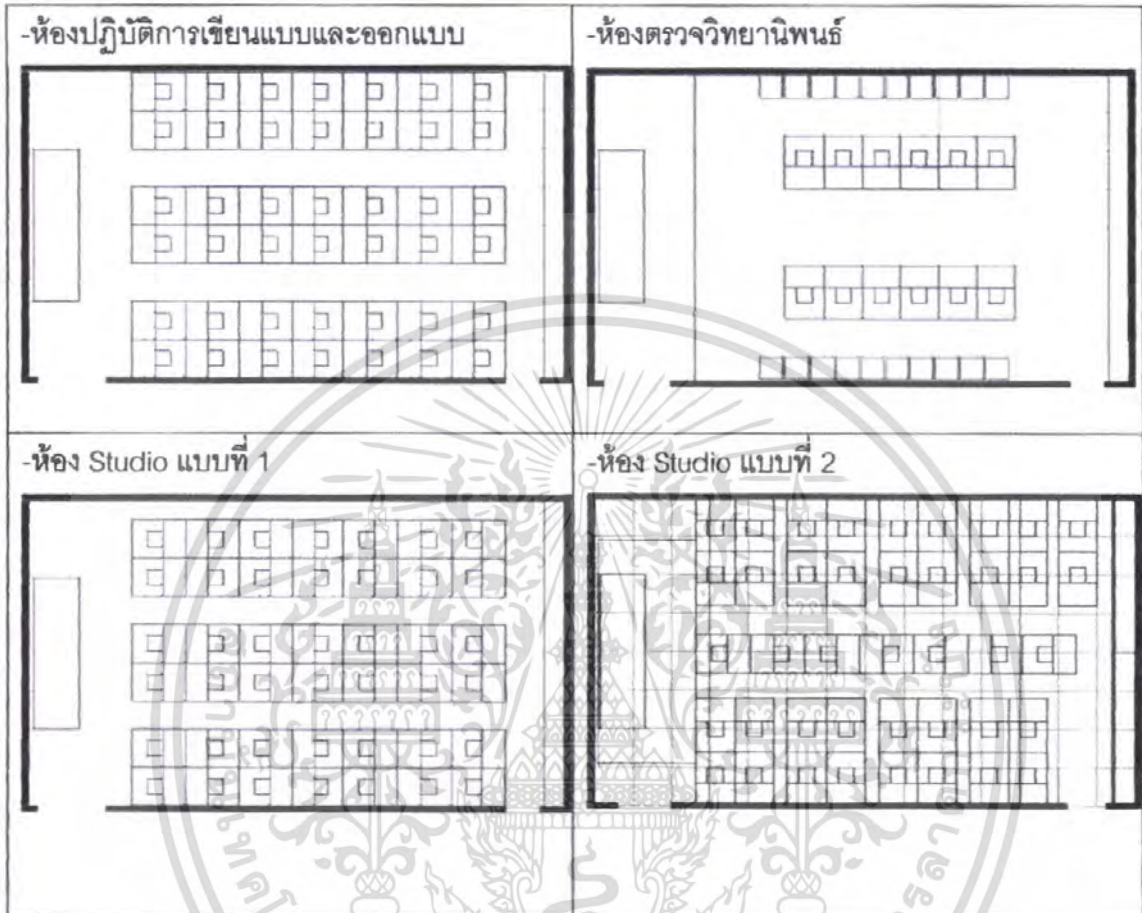 -ห้องปฏิบัติการเขียนแบบและออกแบบ
-ห้องตรวจวิทยานิพนธ์
-ห้อง Studio แบบที่ 1
-ห้อง Studio แบบที่ 2